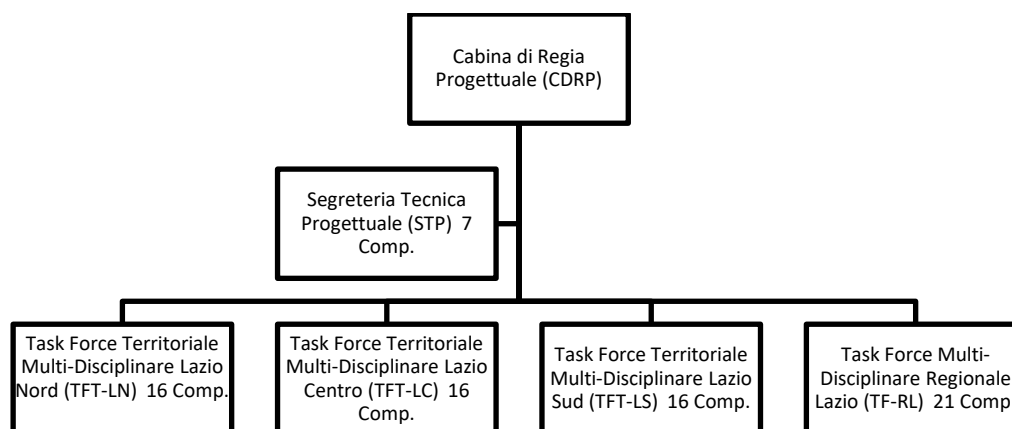 Cabina di Regia
Progettuale (CDRP)
Segreteria Tecnica
Progettuale (STP) 7
Comp.
Task Force Territoriale
Multi-Disciplinare Lazio
Nord (TFT-LN) 16 Comp.
Task Force Territoriale
Multi-Disciplinare Lazio
Centro (TFT-LC) 16
Comp.
Task Force Territoriale
Multi-Disciplinare Lazio
Sud (TFT-LS) 16 Comp.
Task Force Multi-
Disciplinare Regionale
Lazio (TF-RL) 21 Comp